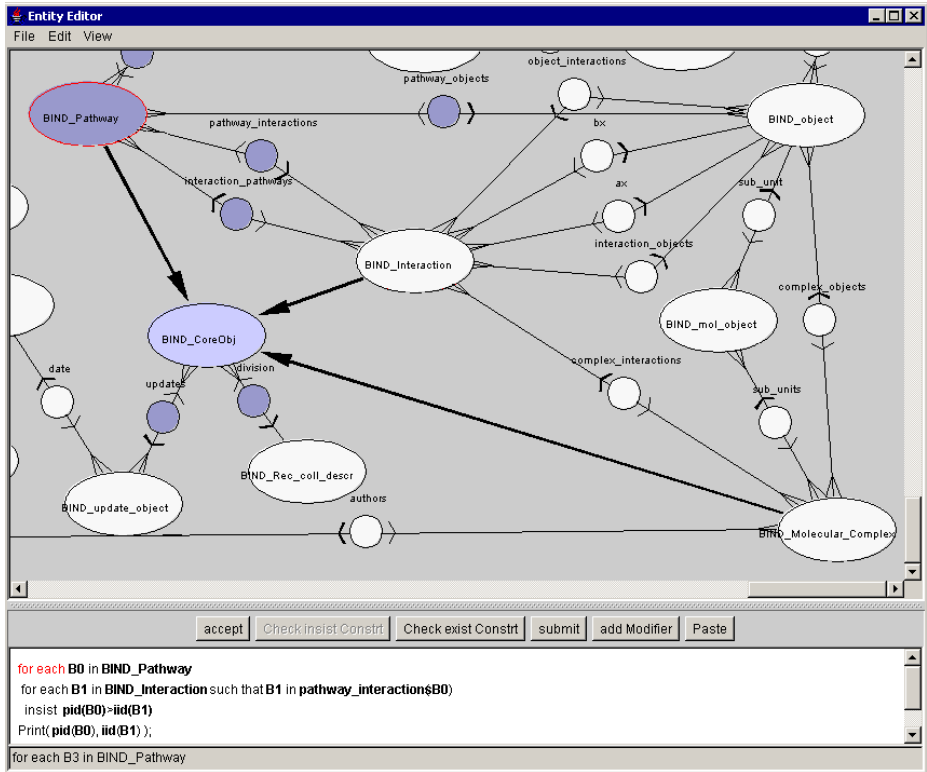 Entity Editor
File Edit View
object_interactions
pathway_objects
BIND_Pathway
pathway_interactions
bx
BIND_object
interaction_pathways
ax
sub_unit
interaction_objects
BIND_Interaction
complex_objects
BIND_mol_object
BIND_CoreObj
date
updates
division
complex_interactions
sub_units
BIND_Rec_coll_descr
authors
BIND_update_object
BIND_Molecular_Complex
accept Check insist Constrt Check exist Constrt submit add Modifier Paste
for each B0 in BIND_Pathway
for each B1 in BIND_Interaction such that B1 in pathway_interaction$B0)
insist pid(B0)>iid(B1)
Print( pid(B0), iid(B1) );
for each B3 in BIND_Pathway